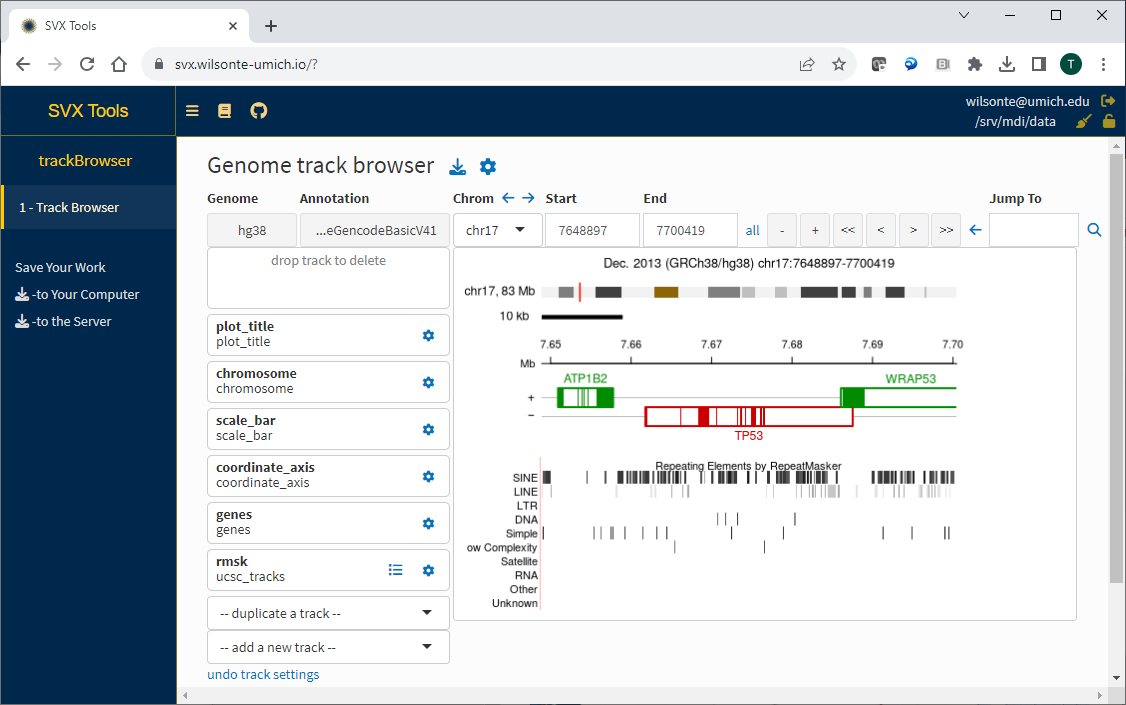 SVX Tools
svx.wilsonte-umich.io/?
T
SVX Tools
wilsonte@umich.edu
/srv/mdi/data
trackBrowser
1 - Track Browser
Save Your Work
-to Your Computer
-to the Server
Genome track browser
Genome Annotation Chrom Start End Jump To
hg38 ...eGencodeBasicV41 chr17 7648897 7700419 all - + << < > >>
drop track to delete
plot_title
plot_title
chromosome
chromosome
scale_bar
scale_bar
coordinate_axis
coordinate_axis
genes
genes
rmsk
ucsc_tracks
-- duplicate a track --
-- add a new track --
undo track settings
Dec. 2013 (GRCh38/hg38) chr17:7648897-7700419
chr17, 83 Mb
10 kb
7.65 7.66 7.67 7.68 7.69 7.70
Mb
ATP1B2 WRAP53
+
−
TP53
Repeating Elements by RepeatMasker
SINE
LINE
LTR
DNA
Simple
ow Complexity
Satellite
RNA
Other
Unknown